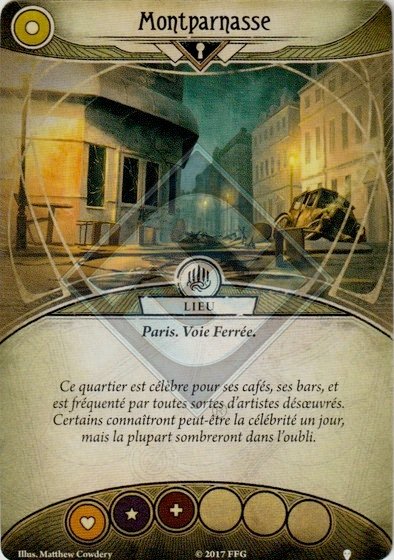 Montparnasse
LIEU
Paris. Voie Ferrée.
Ce quartier est célèbre pour ses cafés, ses bars, et
est fréquenté par toutes sortes d'artistes désœuvrés.
Certains connaîtront peut-être la célébrité un jour,
mais la plupart sombreront dans l'oubli.
Illus. Matthew Cowdery
© 2017 FFG